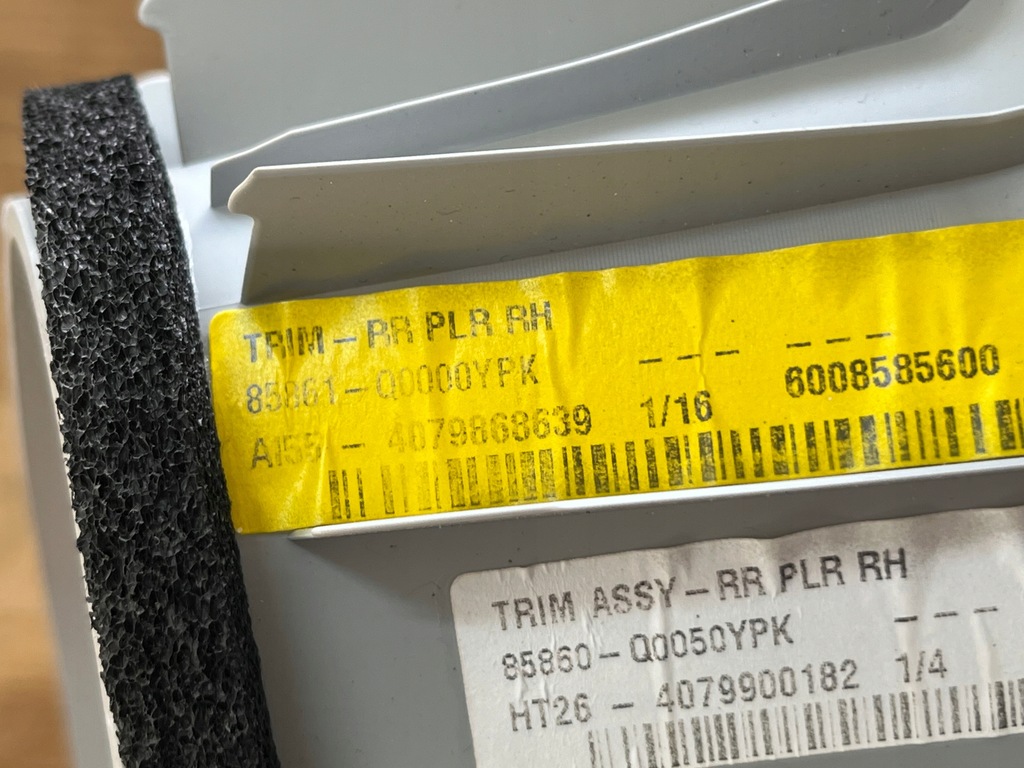 TRIM - RR PLR RH
85861-Q0000YPK --- ---
AI55 - 4079868639 1/16 6008585600
TRIM ASSY - RR PLR RH
85860 - Q0050YPK ---
HT26 - 4079900182 1/4